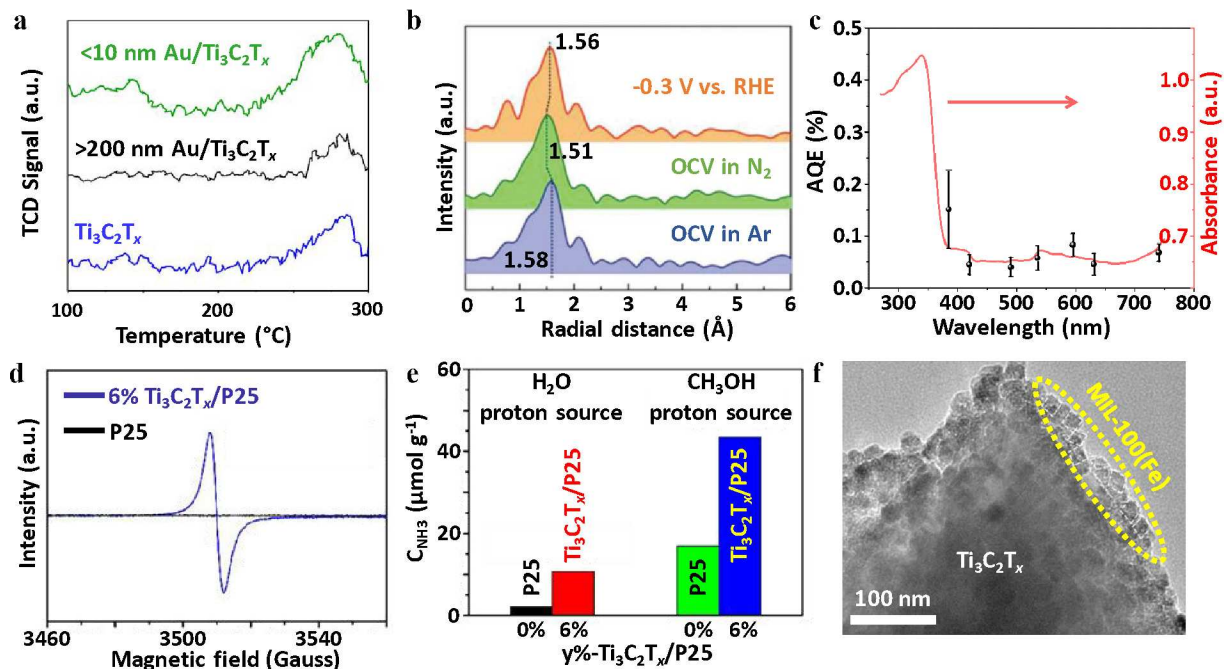 a
<10 nm Au/Ti₃C₂Tₓ
>200 nm Au/Ti₃C₂Tₓ
Ti₃C₂Tₓ
TCD Signal (a.u.)
100 200 300
Temperature (°C)
b
1.56
-0.3 V vs. RHE
1.51
OCV in N₂
1.58
OCV in Ar
Intensity (a.u.)
0 1 2 3 4 5 6
Radial distance (Å)
c
0.5
0.4
0.3
0.2
0.1
0.0
AQE (%)
1.0
0.9
0.8
0.7
Absorbance (a.u.)
300 400 500 600 700 800
Wavelength (nm)
d
6% Ti₃C₂Tₓ/P25
P25
Intensity (a.u.)
3460 3500 3540
Magnetic field (Gauss)
e
60
40
20
0
C_NH3 (μmol g⁻¹)
H₂O
proton source
CH₃OH
proton source
P25
Ti₃C₂Tₓ/P25
P25
Ti₃C₂Tₓ/P25
0% 6% 0% 6%
y%-Ti₃C₂Tₓ/P25
f
MIL-100(Fe)
Ti₃C₂Tₓ
100 nm